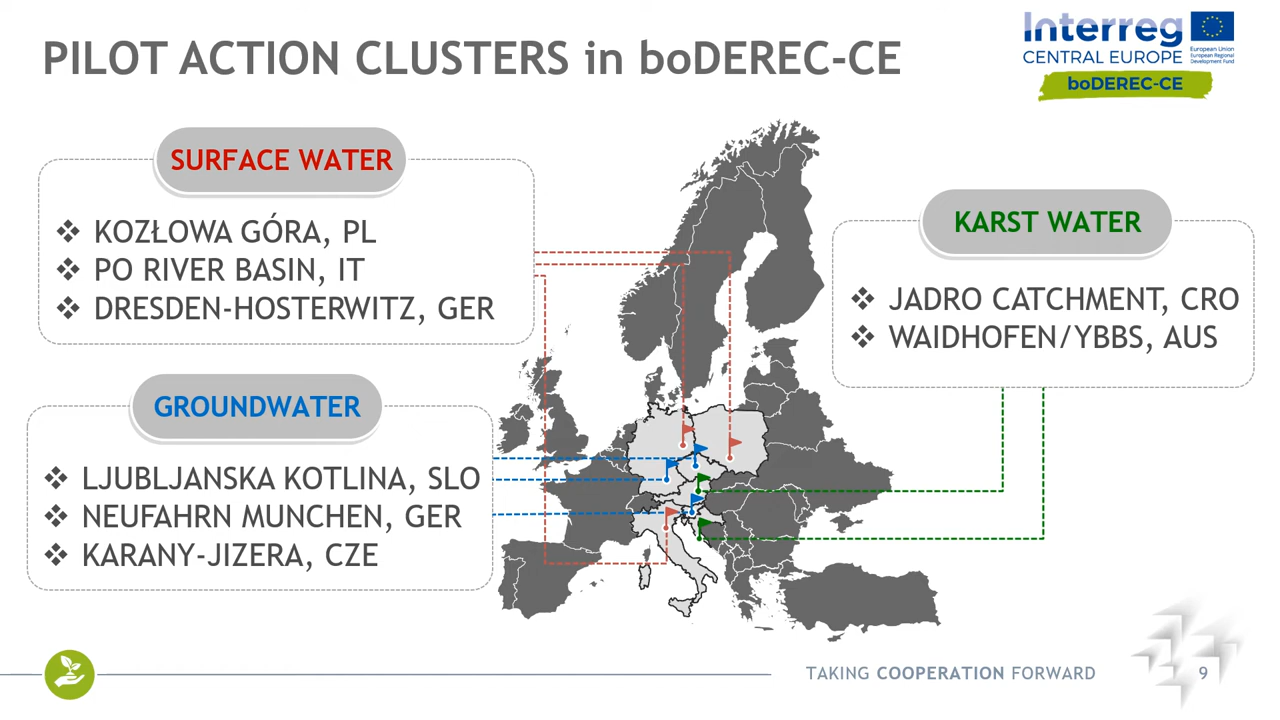 PILOT ACTION CLUSTERS in boDEREC-CE
Interreg
CENTRAL EUROPE
European Union
European Regional
Development Fund
boDEREC-CE
SURFACE WATER
❖ KOZŁOWA GÓRA, PL
❖ PO RIVER BASIN, IT
❖ DRESDEN-HOSTERWITZ, GER
KARST WATER
❖ JADRO CATCHMENT, CRO
❖ WAIDHOFEN/YBBS, AUS
GROUNDWATER
❖ LJUBLJANSKA KOTLINA, SLO
❖ NEUFAHRN MUNCHEN, GER
❖ KARANY-JIZERA, CZE
TAKING COOPERATION FORWARD
9